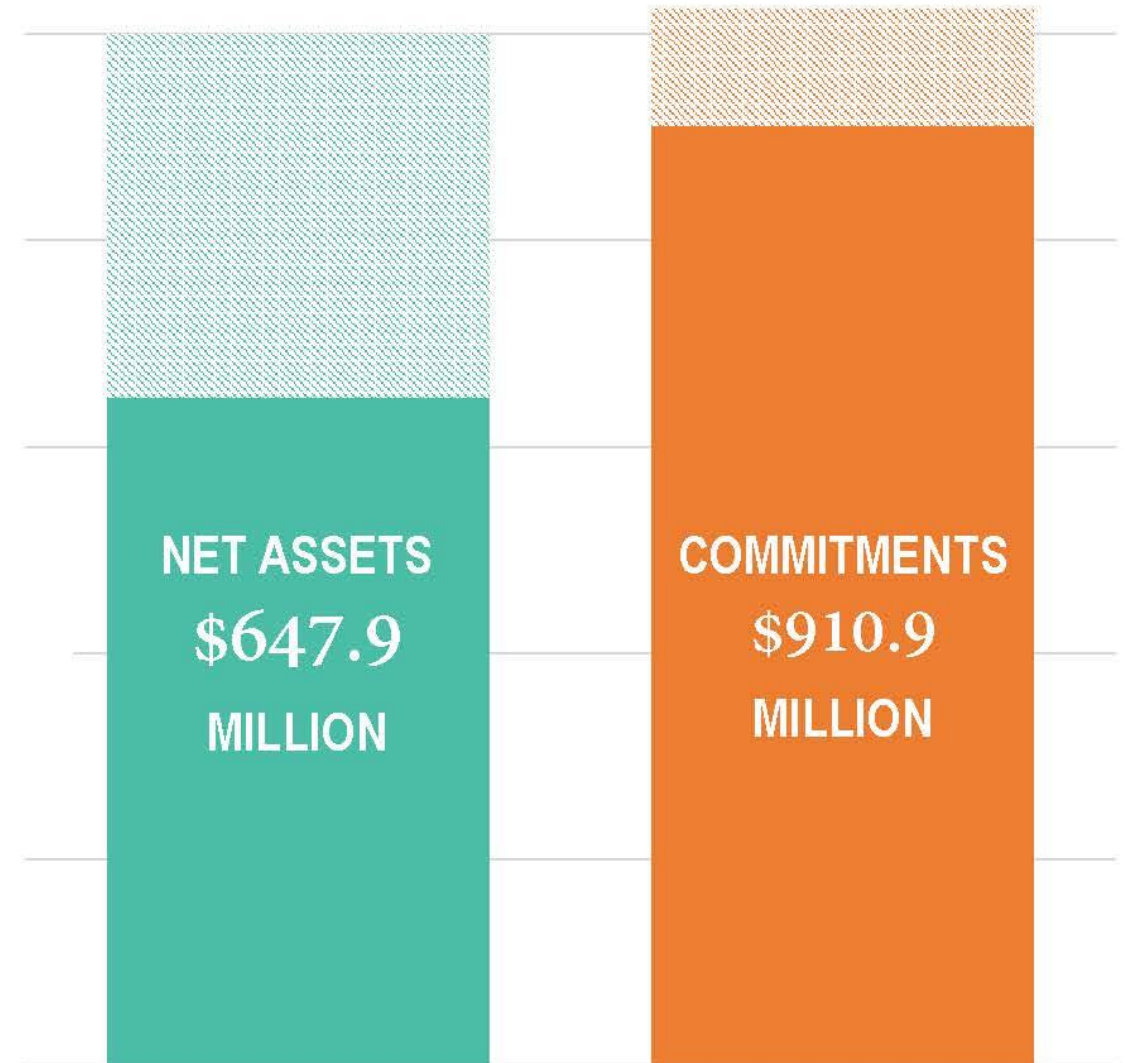 NET ASSETS
$647.9
MILLION
COMMITMENTS
$910.9
MILLION